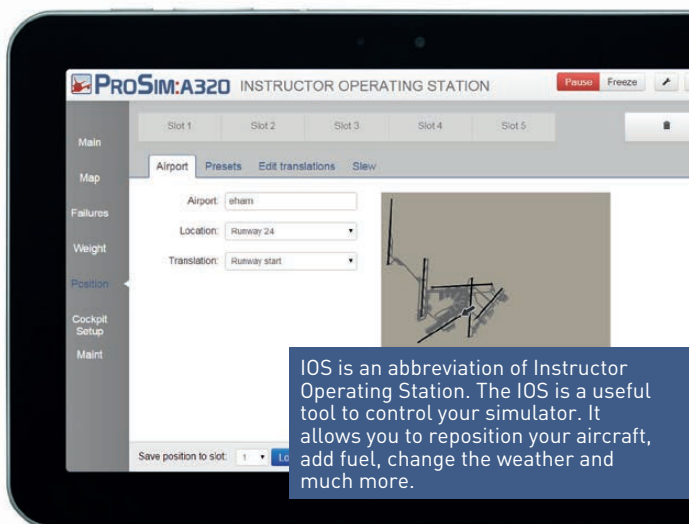 PROSIM:A320 INSTRUCTOR OPERATING STATION
Pause Freeze
Slot 1 Slot 2 Slot 3 Slot 4 Slot 5
Main
Map
Failures
Weight
Position
Cockpit
Setup
Maint
Airport Presets Edit translations Slew
Airport: eham
Location: Runway 24
Translation: Runway start
Save position to slot: 1
IOS is an abbreviation of Instructor
Operating Station. The IOS is a useful
tool to control your simulator. It
allows you to reposition your aircraft,
add fuel, change the weather and
much more.